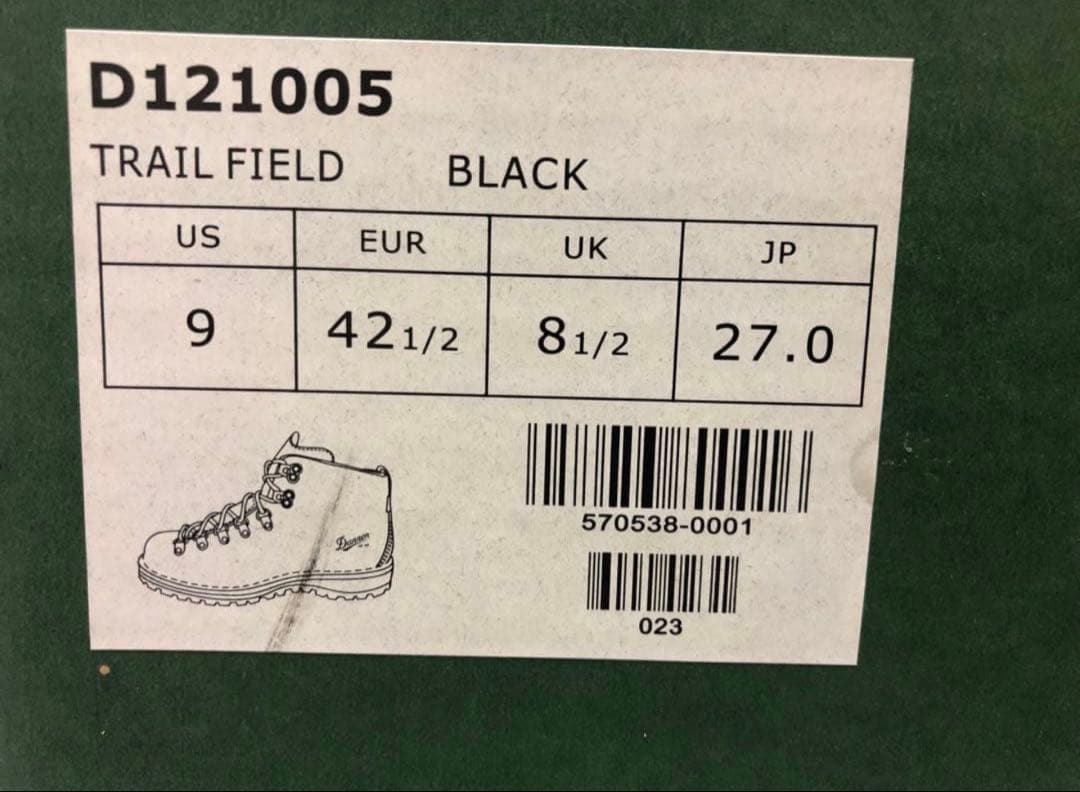 D121005
TRAIL FIELD BLACK
US EUR UK JP
9 42 1/2 8 1/2 27.0
Danner
570538-0001
023